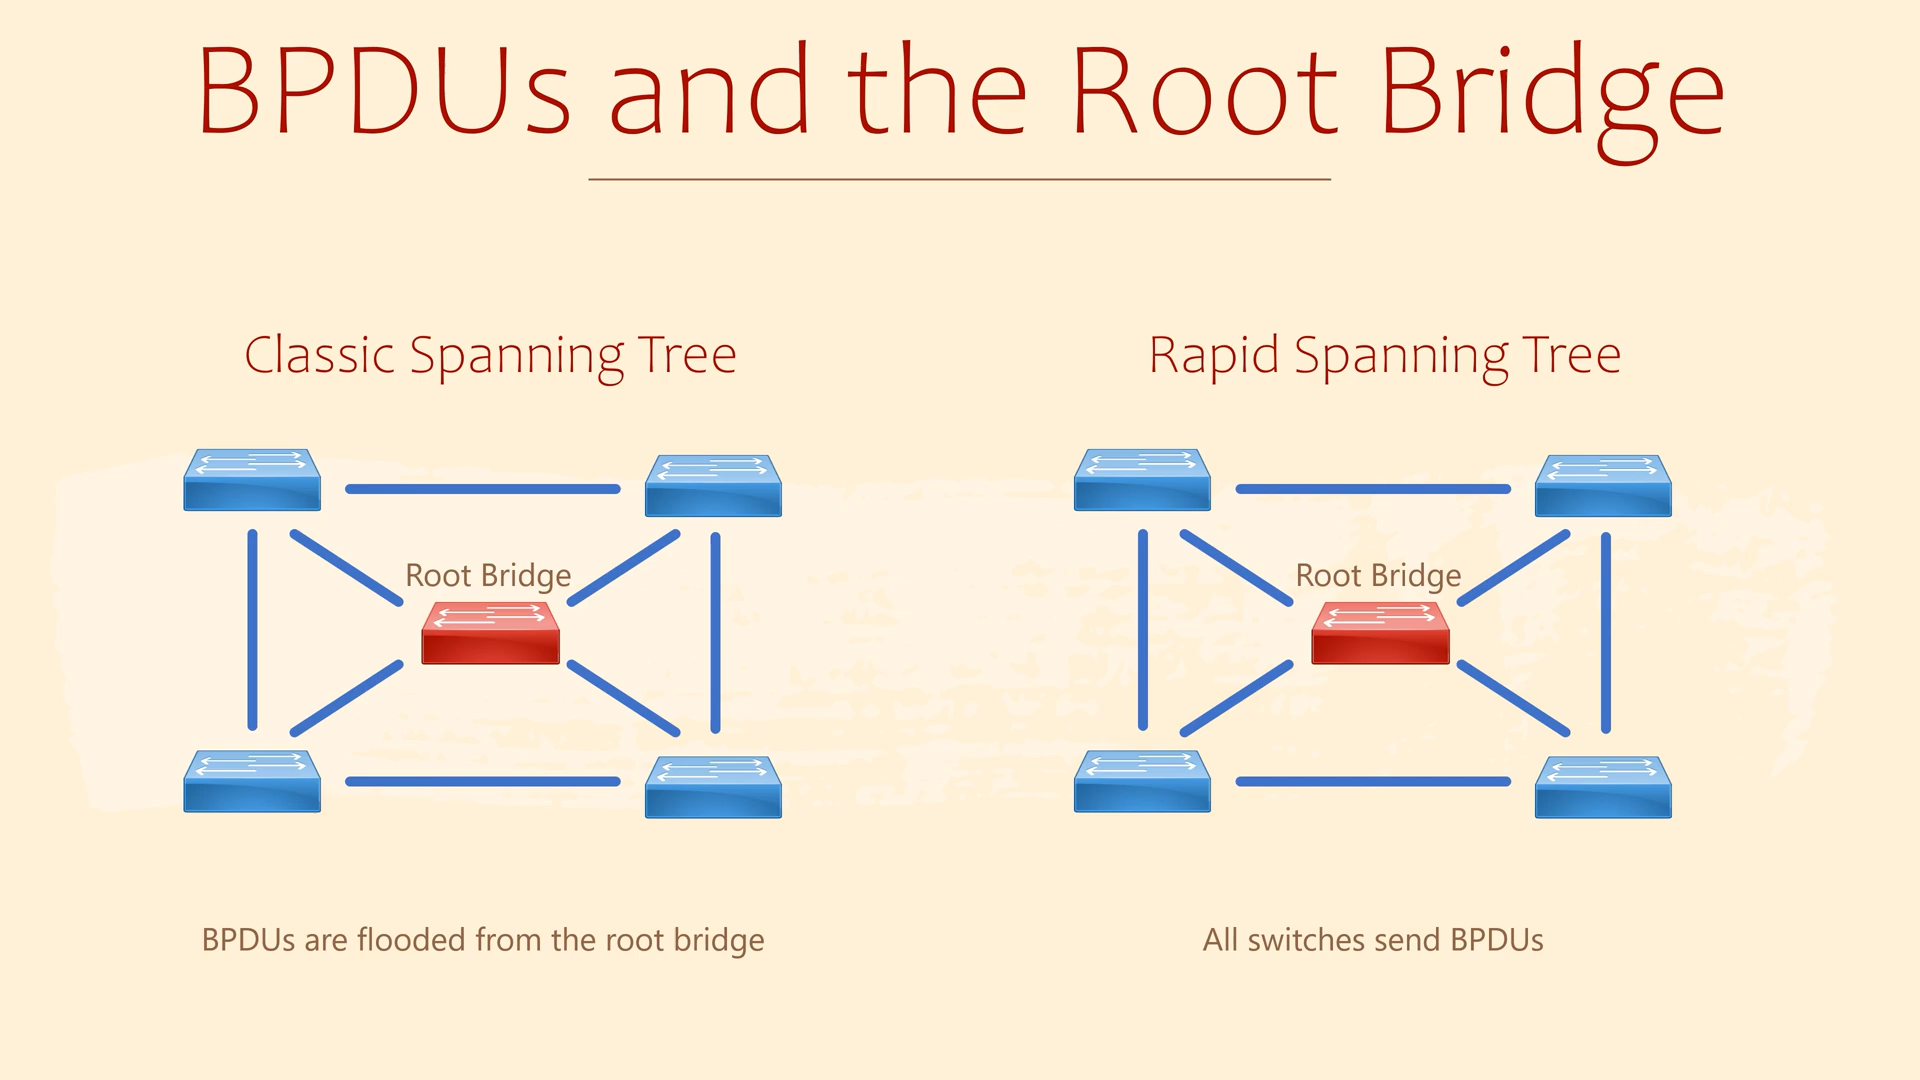 BPDUs and the Root Bridge
Classic Spanning Tree
Root Bridge
BPDUs are flooded from the root bridge
Rapid Spanning Tree
Root Bridge
All switches send BPDUs